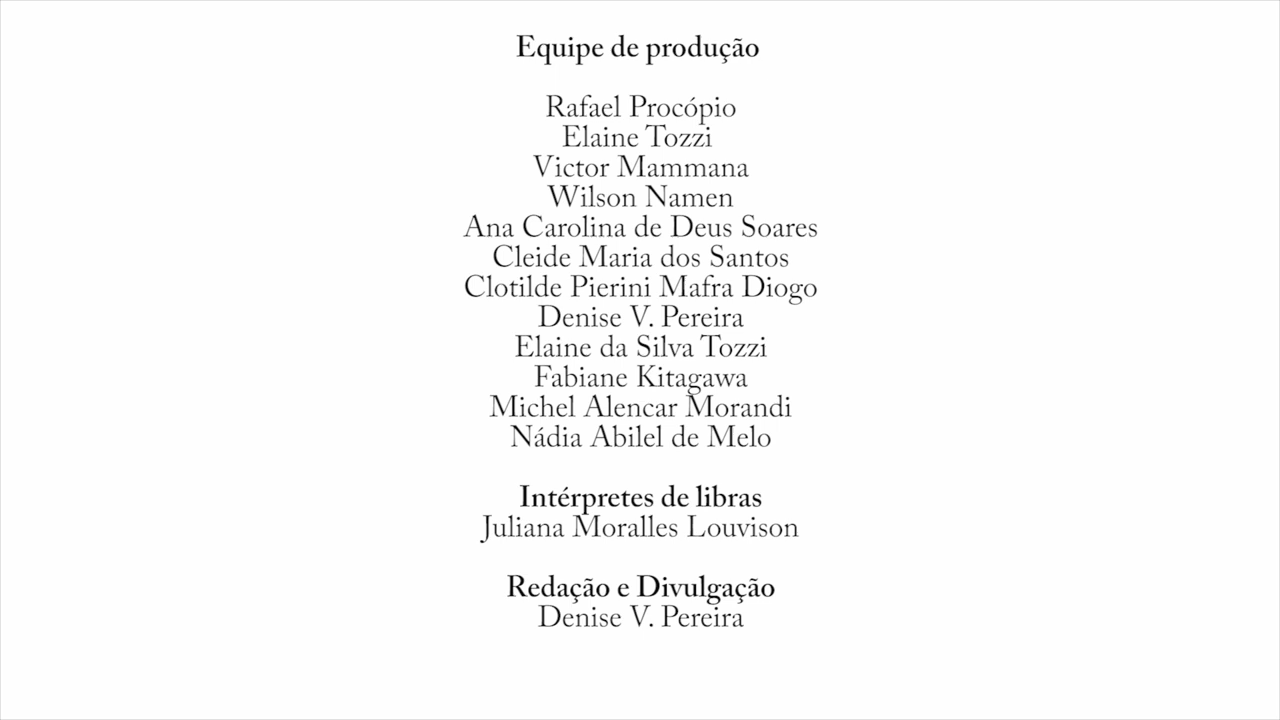 Equipe de produção
Rafael Procópio
Elaine Tozzi
Victor Mammana
Wilson Namen
Ana Carolina de Deus Soares
Cleide Maria dos Santos
Clotilde Pierini Mafra Diogo
Denise V. Pereira
Elaine da Silva Tozzi
Fabiane Kitagawa
Michel Alencar Morandi
Nádia Abilel de Melo
Intérpretes de libras
Juliana Moralles Louvison
Redação e Divulgação
Denise V. Pereira